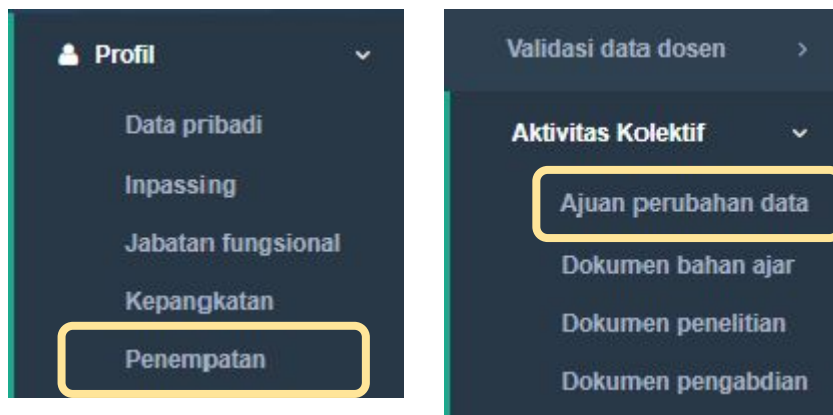 Profil
Data pribadi
Inpassing
Jabatan fungsional
Kepangkatan
Penempatan
Validasi data dosen
Aktivitas Kolektif
Ajuan perubahan data
Dokumen bahan ajar
Dokumen penelitian
Dokumen pengabdian